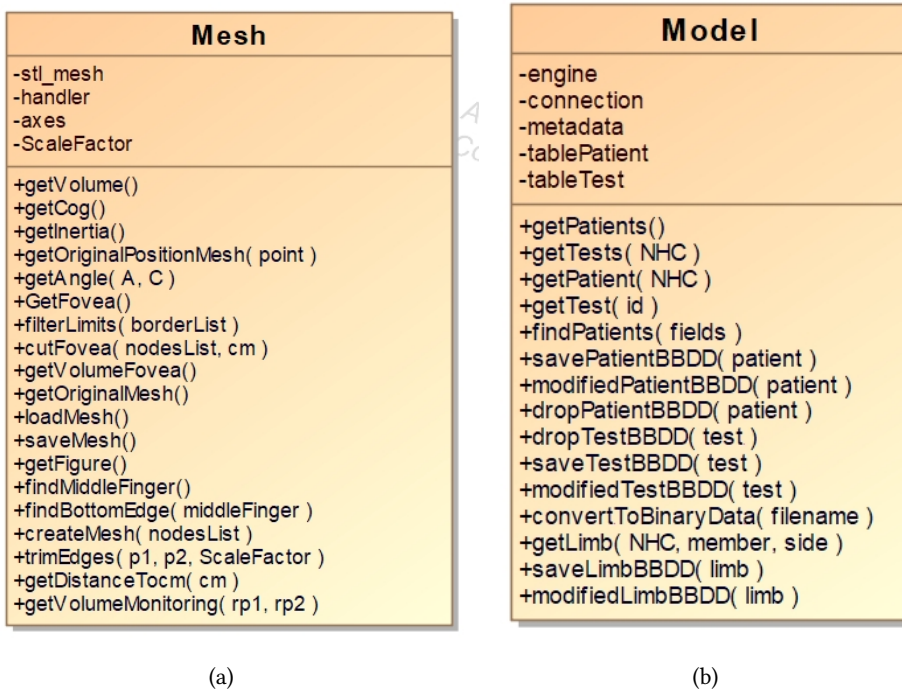 Mesh
-stl_mesh
-handler
-axes
-ScaleFactor
+getVolume()
+getCog()
+getInertia()
+getOriginalPositionMesh( point )
+getAngle( A, C )
+GetFovea()
+filterLimits( borderList )
+cutFovea( nodesList, cm )
+getVolumeFovea()
+getOriginalMesh()
+loadMesh()
+saveMesh()
+getFigure()
+findMiddleFinger()
+findBottomEdge( middleFinger )
+createMesh( nodesList )
+trimEdges( p1, p2, ScaleFactor )
+getDistanceTocm( cm )
+getVolumeMonitoring( rp1, rp2 )
(a)
Model
-engine
-connection
-metadata
-tablePatient
-tableTest
+getPatients()
+getTests( NHC )
+getPatient( NHC )
+getTest( id )
+findPatients( fields )
+savePatientBBDD( patient )
+modifiedPatientBBDD( patient )
+dropPatientBBDD( patient )
+dropTestBBDD( test )
+saveTestBBDD( test )
+modifiedTestBBDD( test )
+convertToBinaryData( filename )
+getLimb( NHC, member, side )
+saveLimbBBDD( limb )
+modifiedLimbBBDD( limb )
(b)